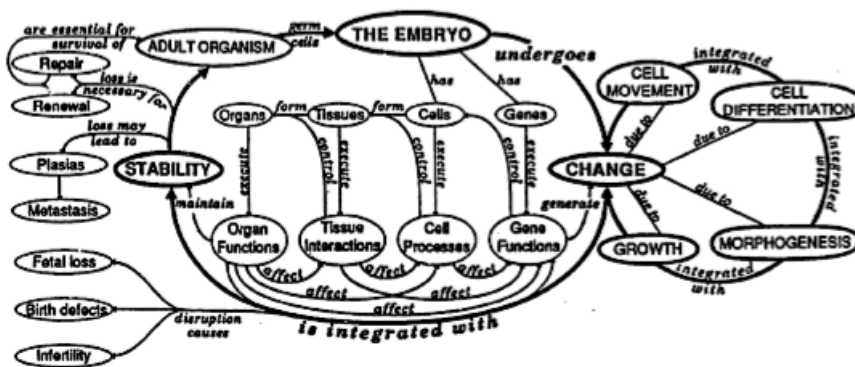 are essential for
survival of
ADULT ORGANISM
germ
cells
THE EMBRYO
undergoes
Repair
loss is
necessary for
Renewal
has
has
CELL
MOVEMENT
integrated
with
CELL
DIFFERENTIATION
Organs
form
Tissues
form
Cells
Genes
due to
due to
loss may
lead to
Plasias
STABILITY
execute
control
execute
control
execute
control
execute
CHANGE
integrated
with
Metastasis
maintain
generate
due to
due to
Organ
Functions
Tissue
Interactions
Cell
Processes
Gene
Functions
GROWTH
MORPHOGENESIS
Fetal loss
affect
affect
affect
integrated
with
affect
affect
affect
Birth defects
disruption
causes
is integrated with
Infertility